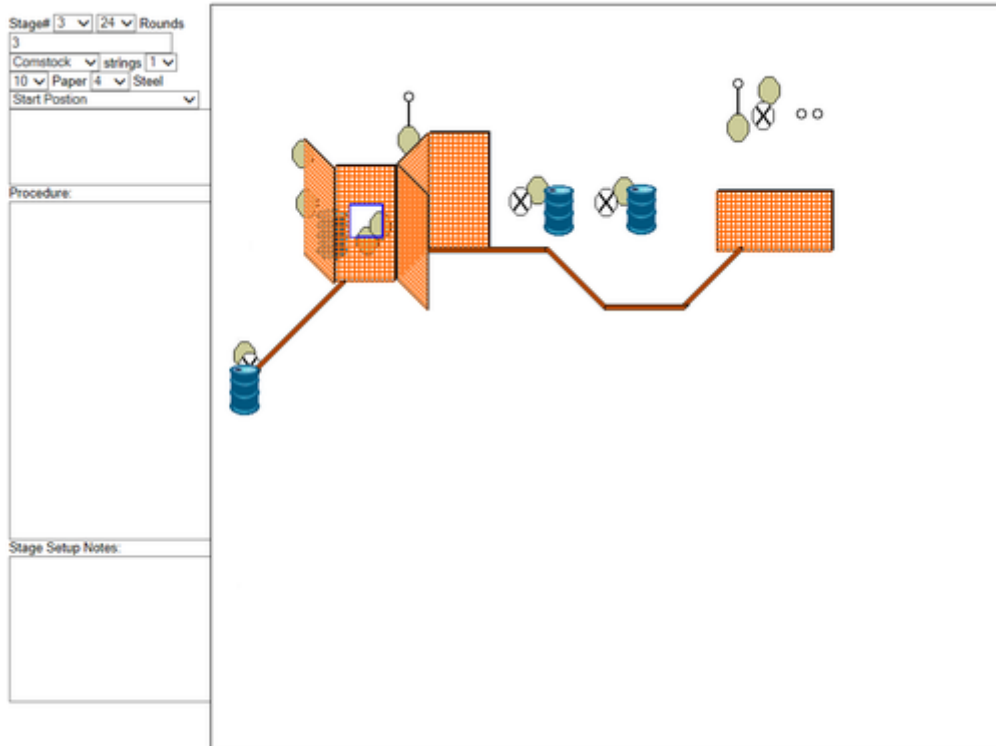 Stage# 3 24 Rounds
3
Comstock strings 1
10 Paper 4 Steel
Start Postion
Procedure:
Stage Setup Notes: